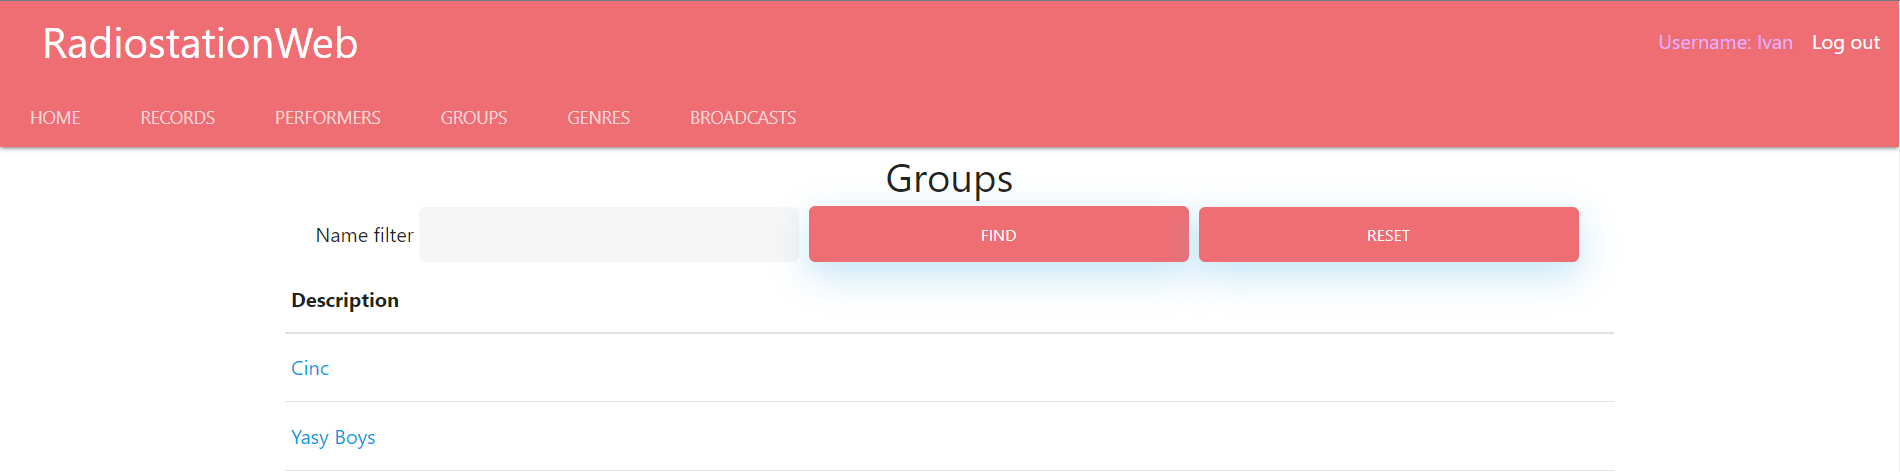 RadiostationWeb
Username: Ivan Log out
HOME RECORDS PERFORMERS GROUPS GENRES BROADCASTS
Groups
Name filter FIND RESET
Description
Cinc
Yasy Boys